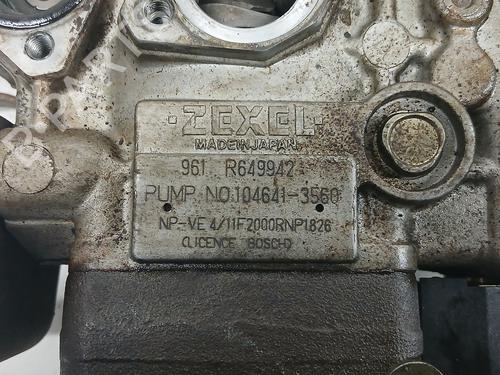 ·ZEXEL·
MADE IN JAPAN
961 R649942
PUMP NO.104641-3560
NP-VE 4/11F2000RNP1826
(LICENCE BOSCH)